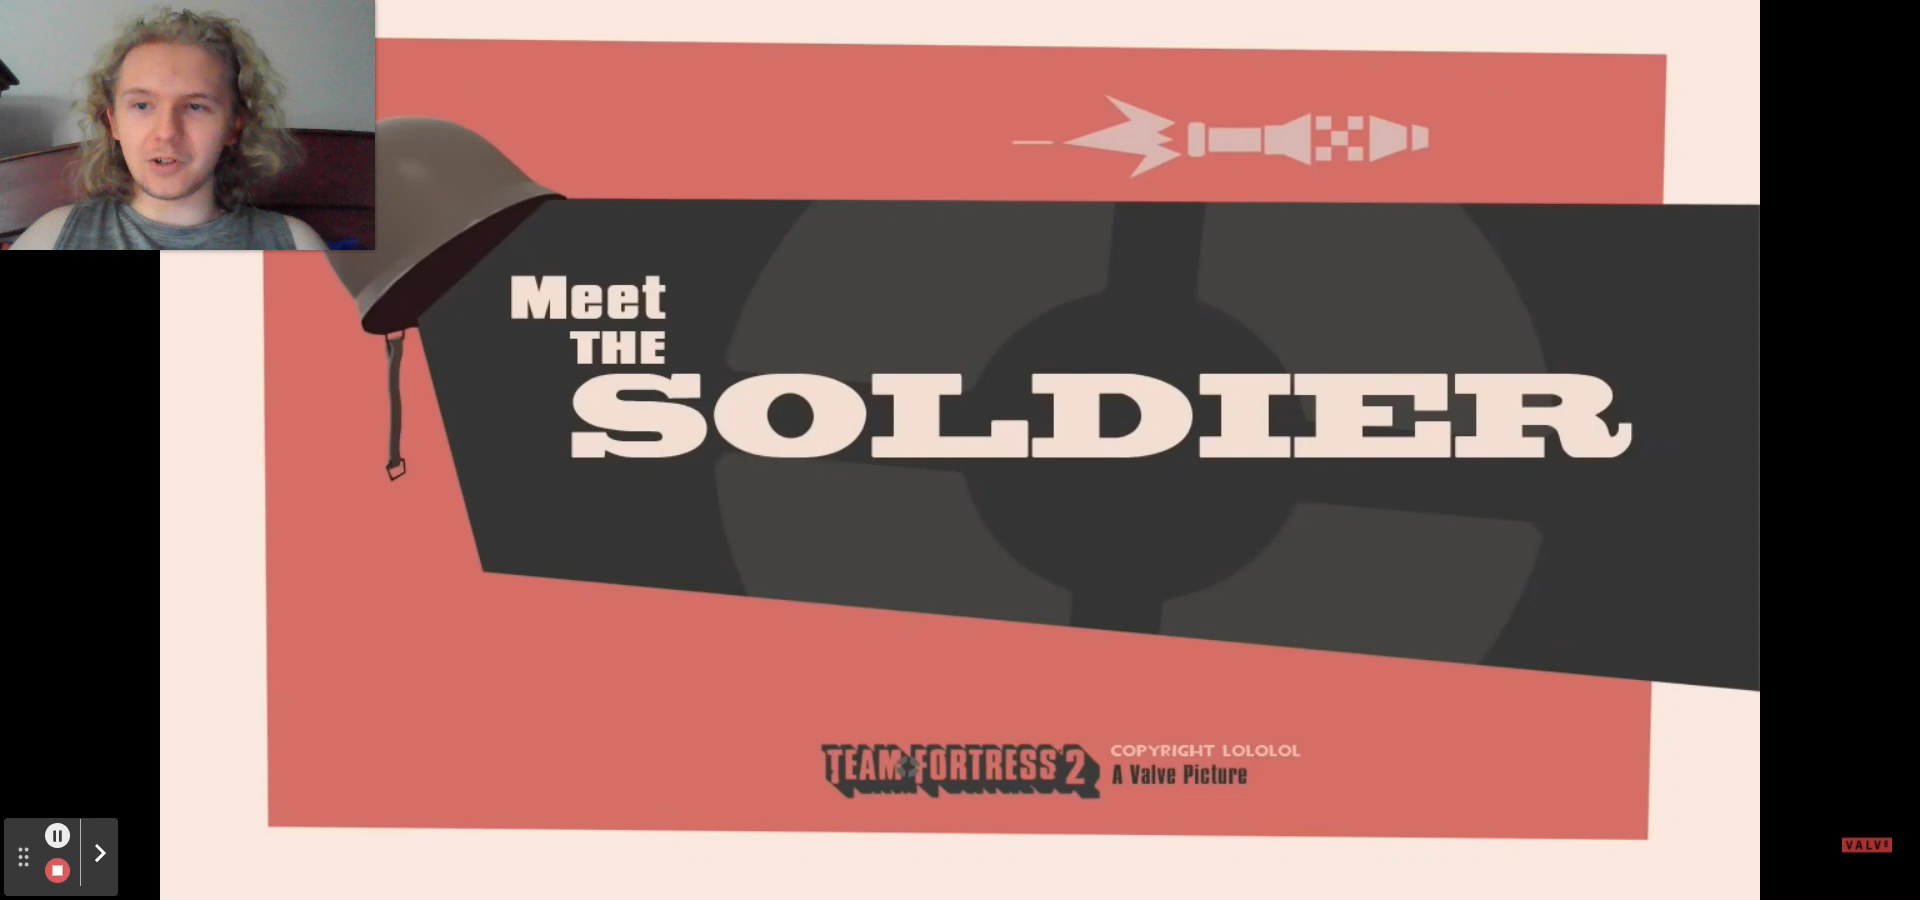 Meet
THE
SOLDIER
TEAM FORTRESS 2
COPYRIGHT LOLOLOL
A Valve Picture
VALVE